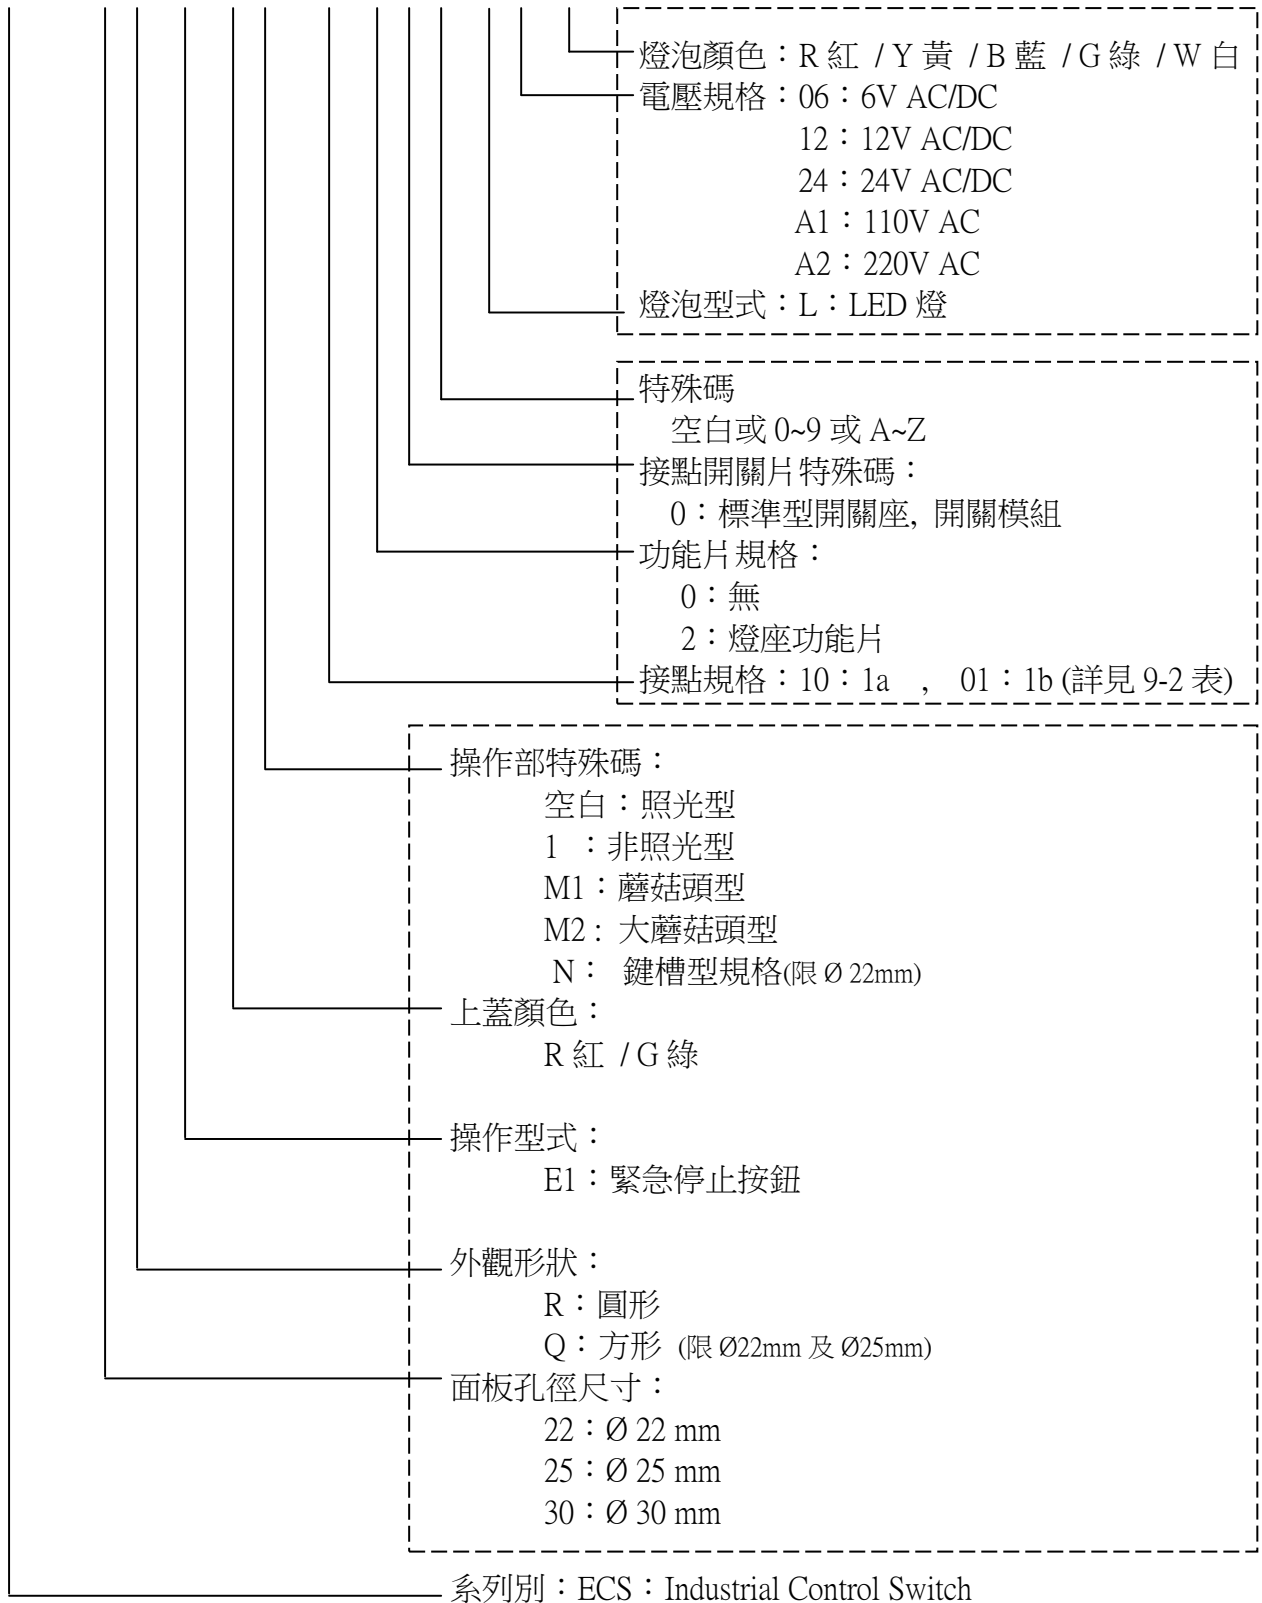 燈泡顏色：R 紅 / Y 黃 / B 藍 / G 綠 / W 白
電壓規格：06：6V AC/DC
12：12V AC/DC
24：24V AC/DC
A1：110V AC
A2：220V AC
燈泡型式：L：LED 燈
特殊碼
空白或 0~9 或 A~Z
接點開關片特殊碼：
0：標準型開關座, 開關模組
功能片規格：
0：無
2：燈座功能片
接點規格：10：1a , 01：1b (詳見 9-2 表)
操作部特殊碼：
空白：照光型
1 ：非照光型
M1：蘑菇頭型
M2 : 大蘑菇頭型
N： 鍵槽型規格(限 Ø 22mm)
上蓋顏色：
R 紅 / G 綠
操作型式：
E1：緊急停止按鈕
外觀形狀：
R：圓形
Q：方形 (限 Ø22mm 及 Ø25mm)
面板孔徑尺寸：
22：Ø 22 mm
25：Ø 25 mm
30：Ø 30 mm
系列別：ECS：Industrial Control Switch